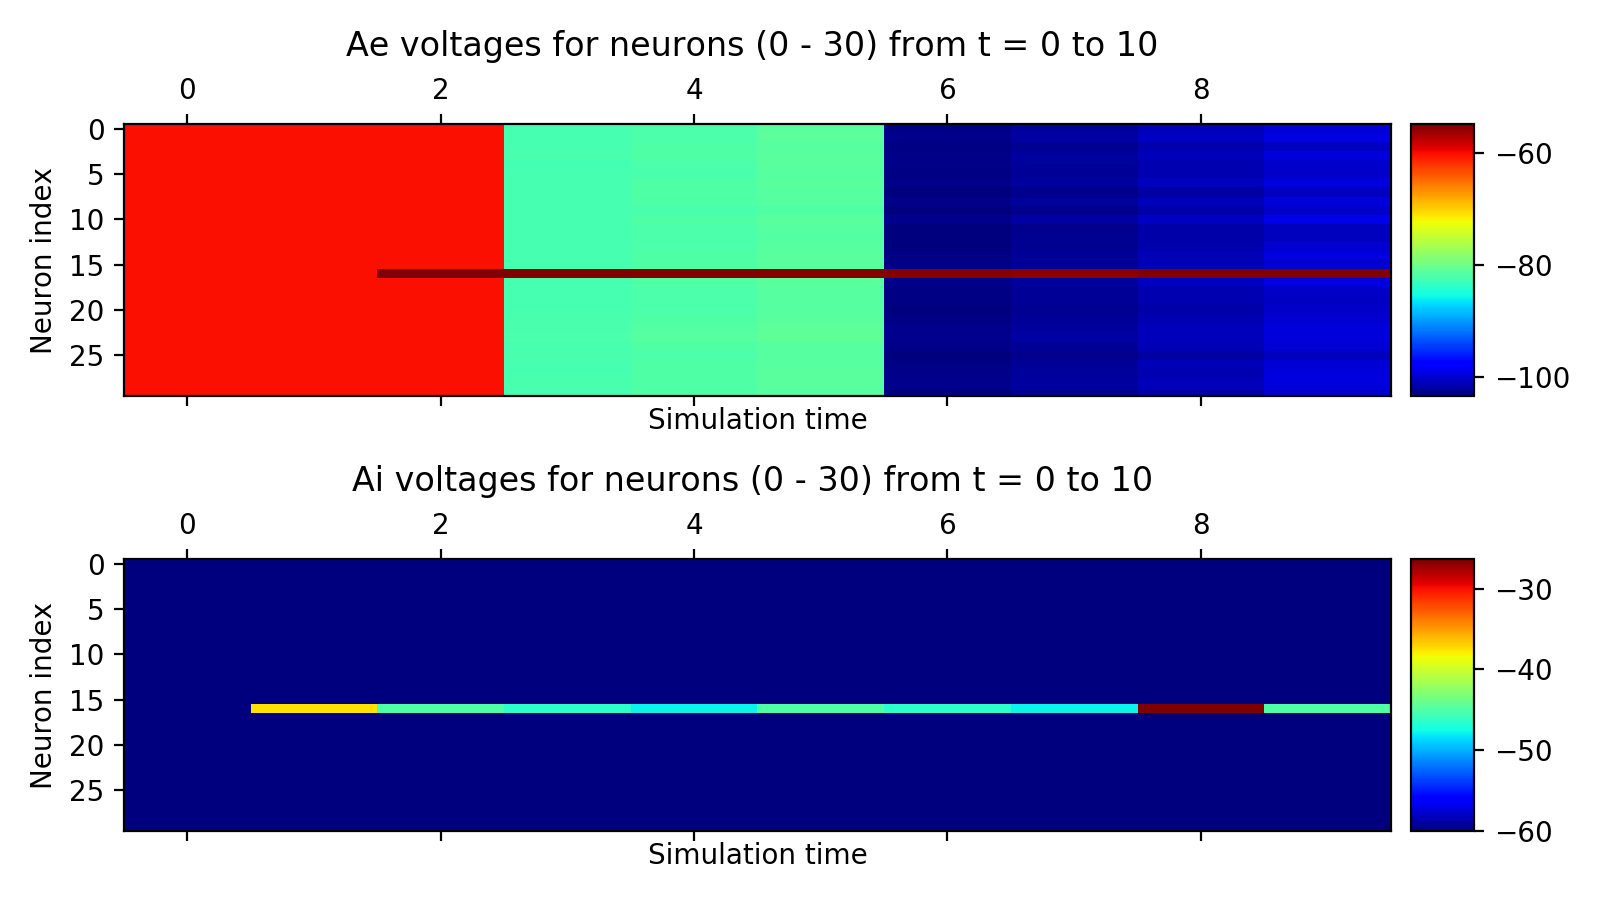 Ae voltages for neurons (0 - 30) from t = 0 to 10
0 2 4 6 8
0
5
10
15
20
25
Neuron index
Simulation time
−60
−80
−100
Ai voltages for neurons (0 - 30) from t = 0 to 10
0 2 4 6 8
0
5
10
15
20
25
Neuron index
Simulation time
−30
−40
−50
−60